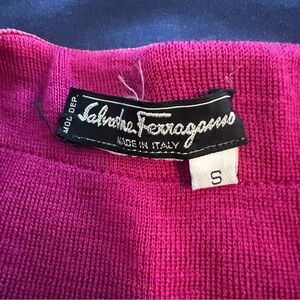 MOD DEP.
Salvatore Ferragamo
MADE IN ITALY
S